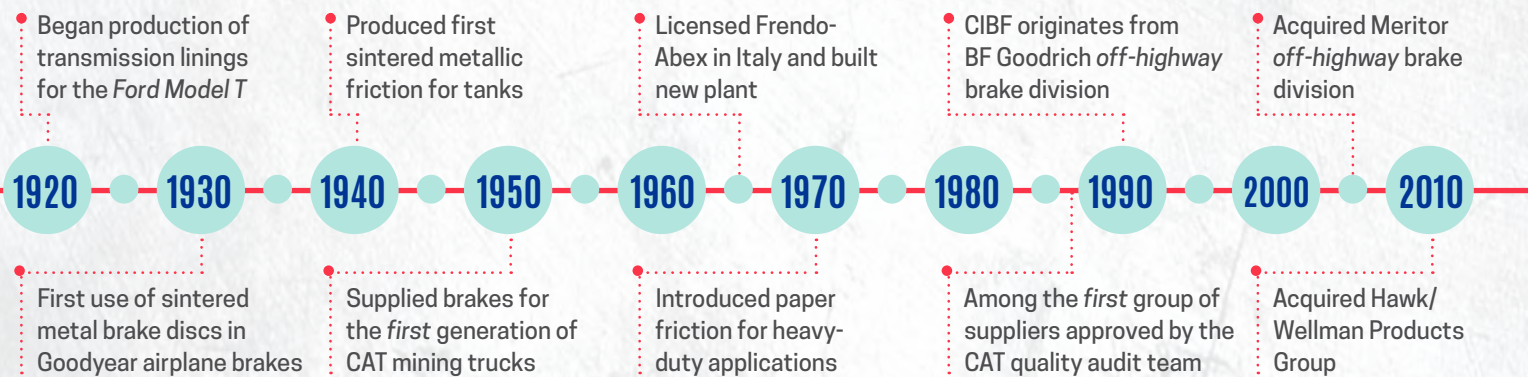 Began production of
transmission linings
for the Ford Model T
Produced first
sintered metallic
friction for tanks
Licensed Frendo-
Abex in Italy and built
new plant
CIBF originates from
BF Goodrich off-highway
brake division
Acquired Meritor
off-highway brake
division
1920 1930 1940 1950 1960 1970 1980 1990 2000 2010
First use of sintered
metal brake discs in
Goodyear airplane brakes
Supplied brakes for
the first generation of
CAT mining trucks
Introduced paper
friction for heavy-
duty applications
Among the first group of
suppliers approved by the
CAT quality audit team
Acquired Hawk/
Wellman Products
Group